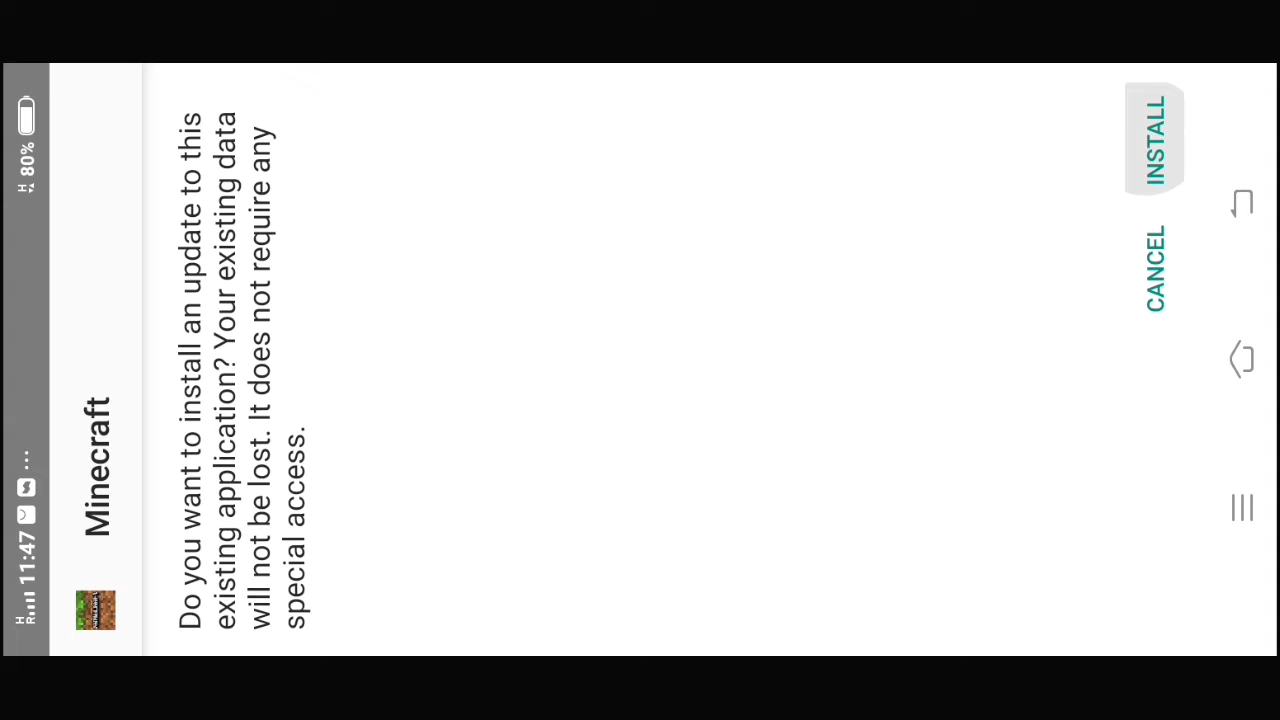 H
R 11:47 ... H 80%
Minecraft
Do you want to install an update to this
existing application? Your existing data
will not be lost. It does not require any
special access.
CANCEL INSTALL